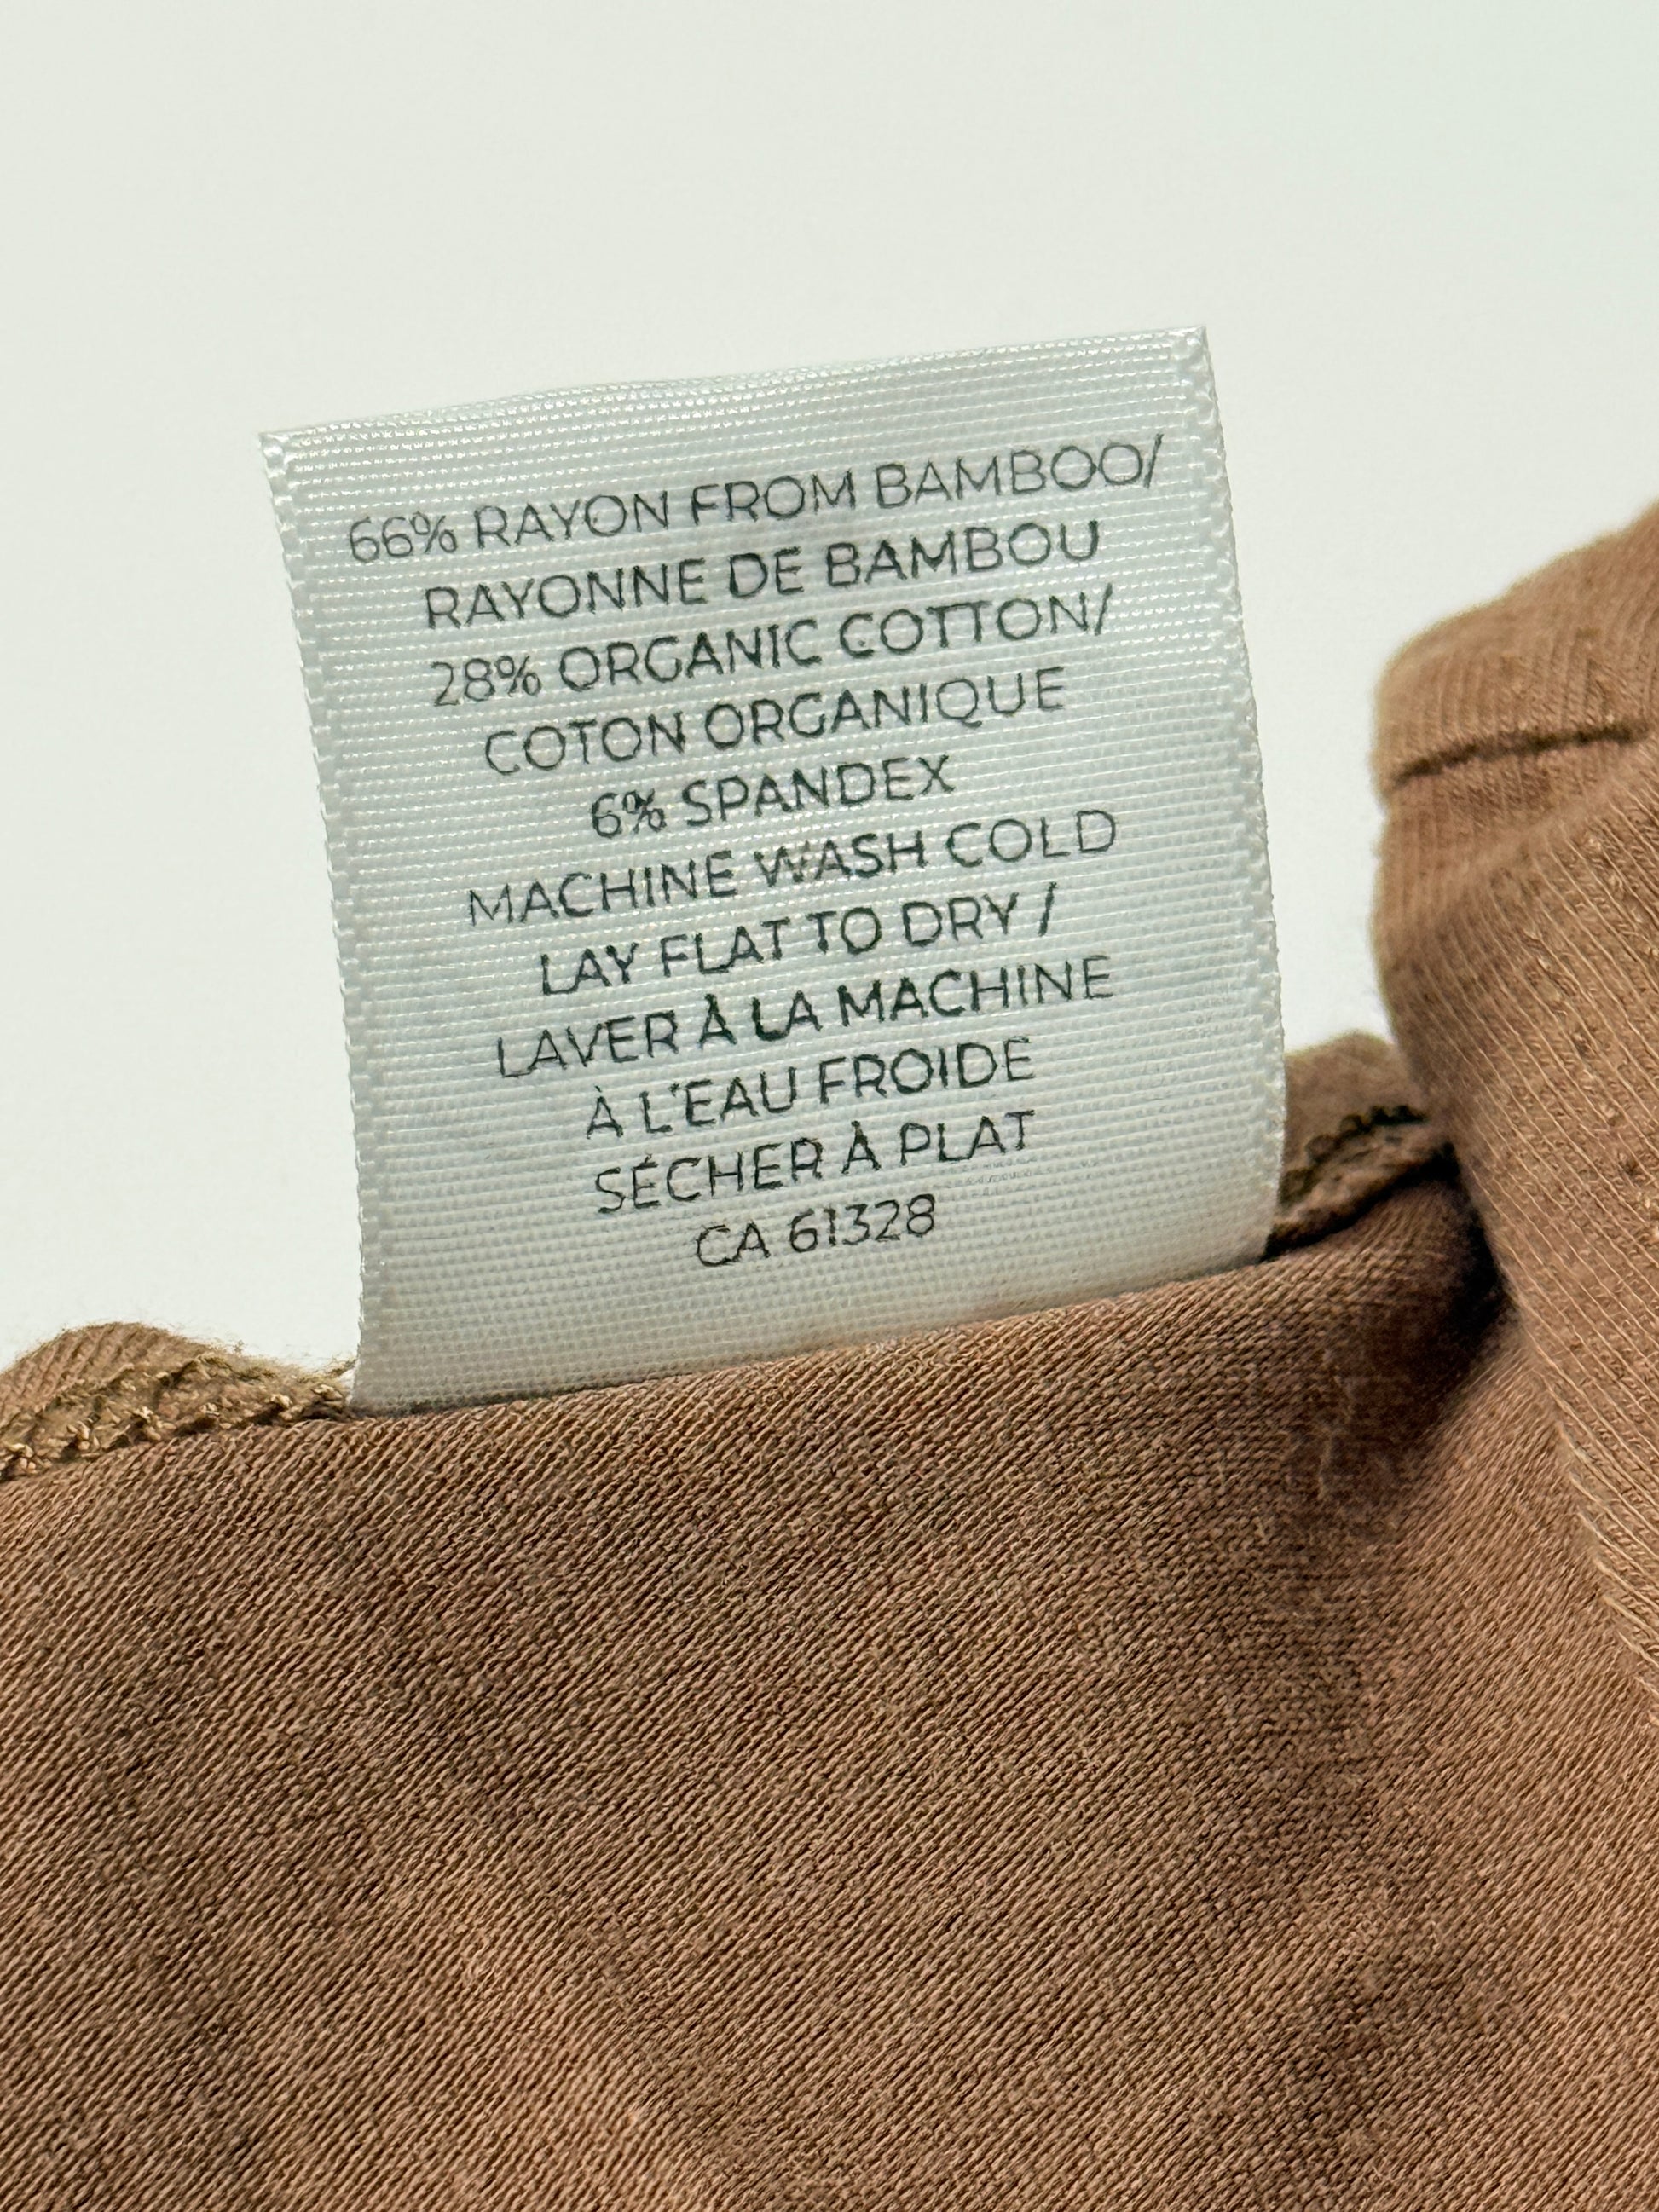 66% RAYON FROM BAMBOO/
RAYONNE DE BAMBOU
28% ORGANIC COTTON/
COTON ORGANIQUE
6% SPANDEX
MACHINE WASH COLD
LAY FLAT TO DRY /
LAVER À LA MACHINE
À L'EAU FROIDE
SÉCHER À PLAT
CA 61328